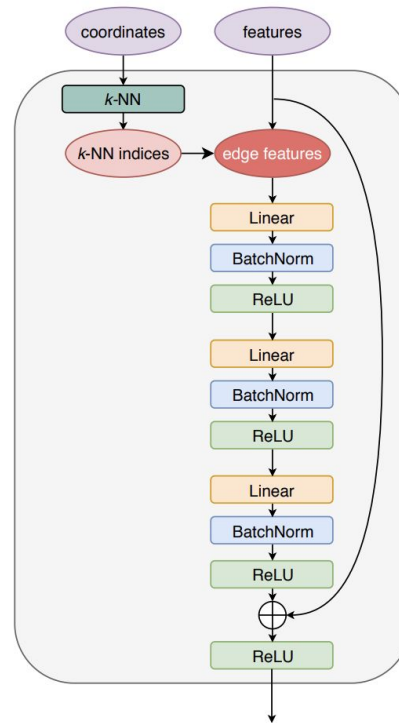 coordinates
features
k-NN
k-NN indices
edge features
Linear
BatchNorm
ReLU
Linear
BatchNorm
ReLU
Linear
BatchNorm
ReLU
ReLU